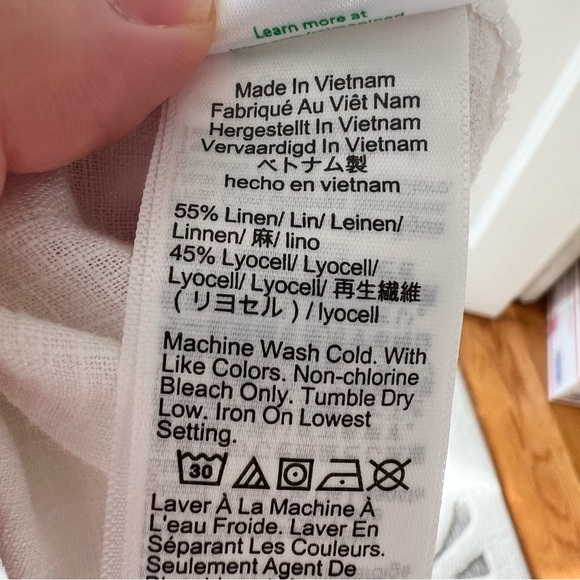 Learn more at
Made In Vietnam
Fabriqué Au Viêt Nam
Hergestellt In Vietnam
Vervaardigd In Vietnam
ベトナム製
hecho en vietnam
55% Linen/ Lin/ Leinen/
Linnen/ 麻/ lino
45% Lyocell/ Lyocell/
Lyocell/ Lyocell/ 再生繊維
( リヨセル ) / lyocell
Machine Wash Cold. With
Like Colors. Non-chlorine
Bleach Only. Tumble Dry
Low. Iron On Lowest
Setting.
30
Laver À La Machine À
L'eau Froide. Laver En
Séparant Les Couleurs.
Seulement Agent De